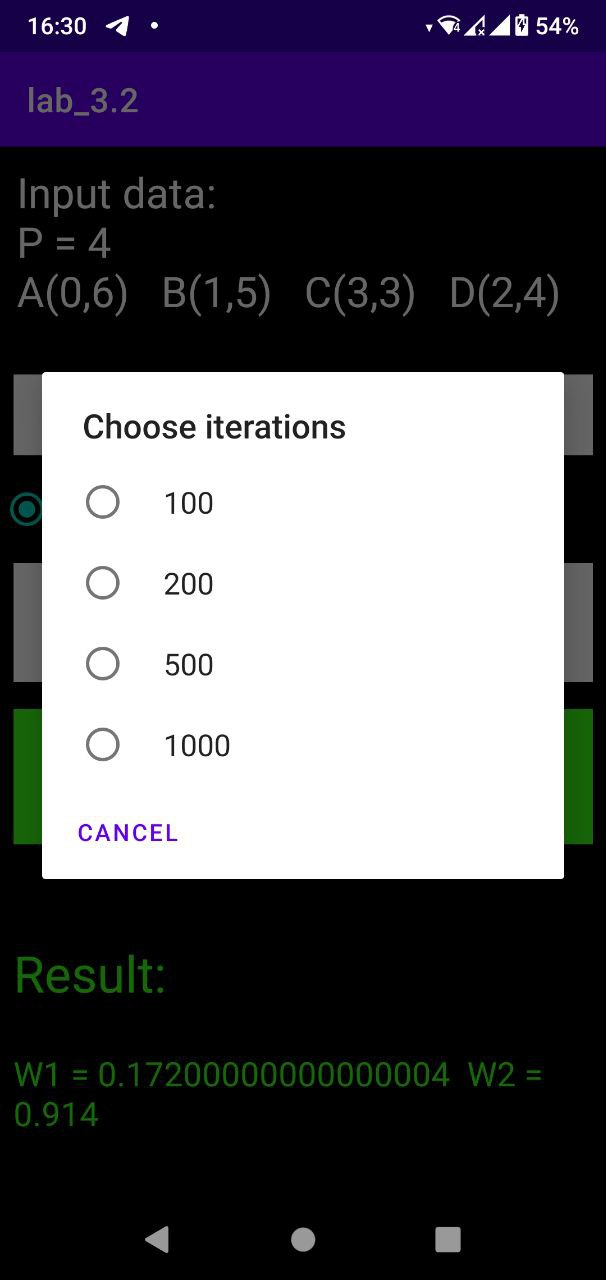 16:30 54%
lab_3.2
Input data:
P = 4
A(0,6) B(1,5) C(3,3) D(2,4)
Choose iterations
100
200
500
1000
CANCEL
Result:
W1 = 0.17200000000000004 W2 =
0.914